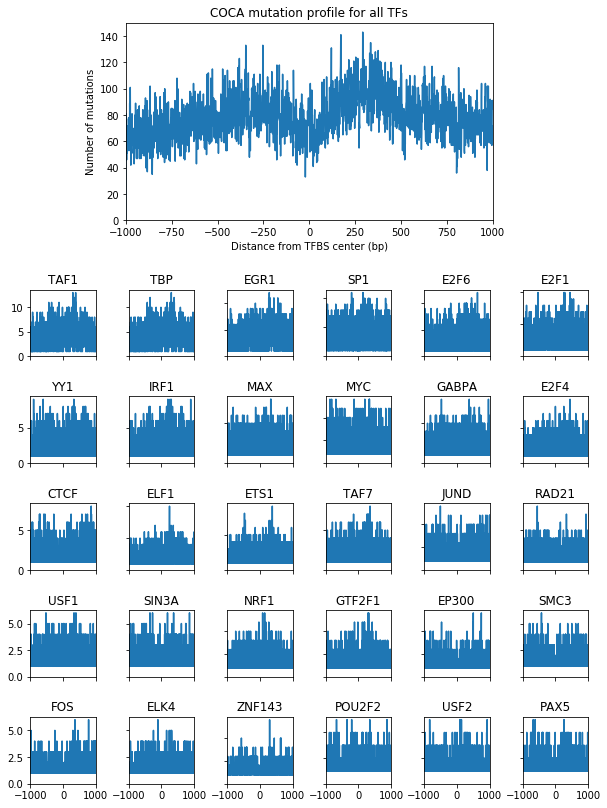 COCA mutation profile for all TFs
140
120
100
80
60
40
20
0
Number of mutations
−1000 −750 −500 −250 0 250 500 750 1000
Distance from TFBS center (bp)
TAF1 TBP EGR1 SP1 E2F6 E2F1
10
5
0
YY1 IRF1 MAX MYC GABPA E2F4
5
0
CTCF ELF1 ETS1 TAF7 JUND RAD21
5
0
USF1 SIN3A NRF1 GTF2F1 EP300 SMC3
5.0
2.5
0.0
FOS ELK4 ZNF143 POU2F2 USF2 PAX5
5.0
2.5
0.0
−1000 0 1000 −1000 0 1000 −1000 0 1000 −1000 0 1000 −1000 0 1000 −1000 0 1000